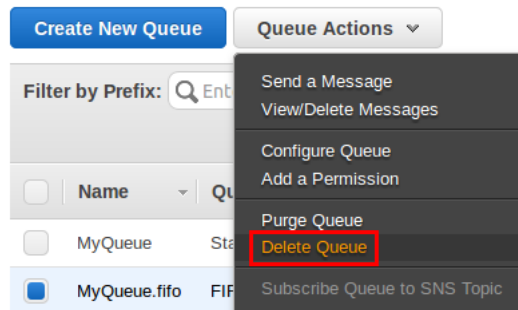 Create New Queue
Queue Actions
Filter by Prefix:
Send a Message
View/Delete Messages
Configure Queue
Add a Permission
Name
Purge Queue
MyQueue
Delete Queue
MyQueue.fifo
Subscribe Queue to SNS Topic